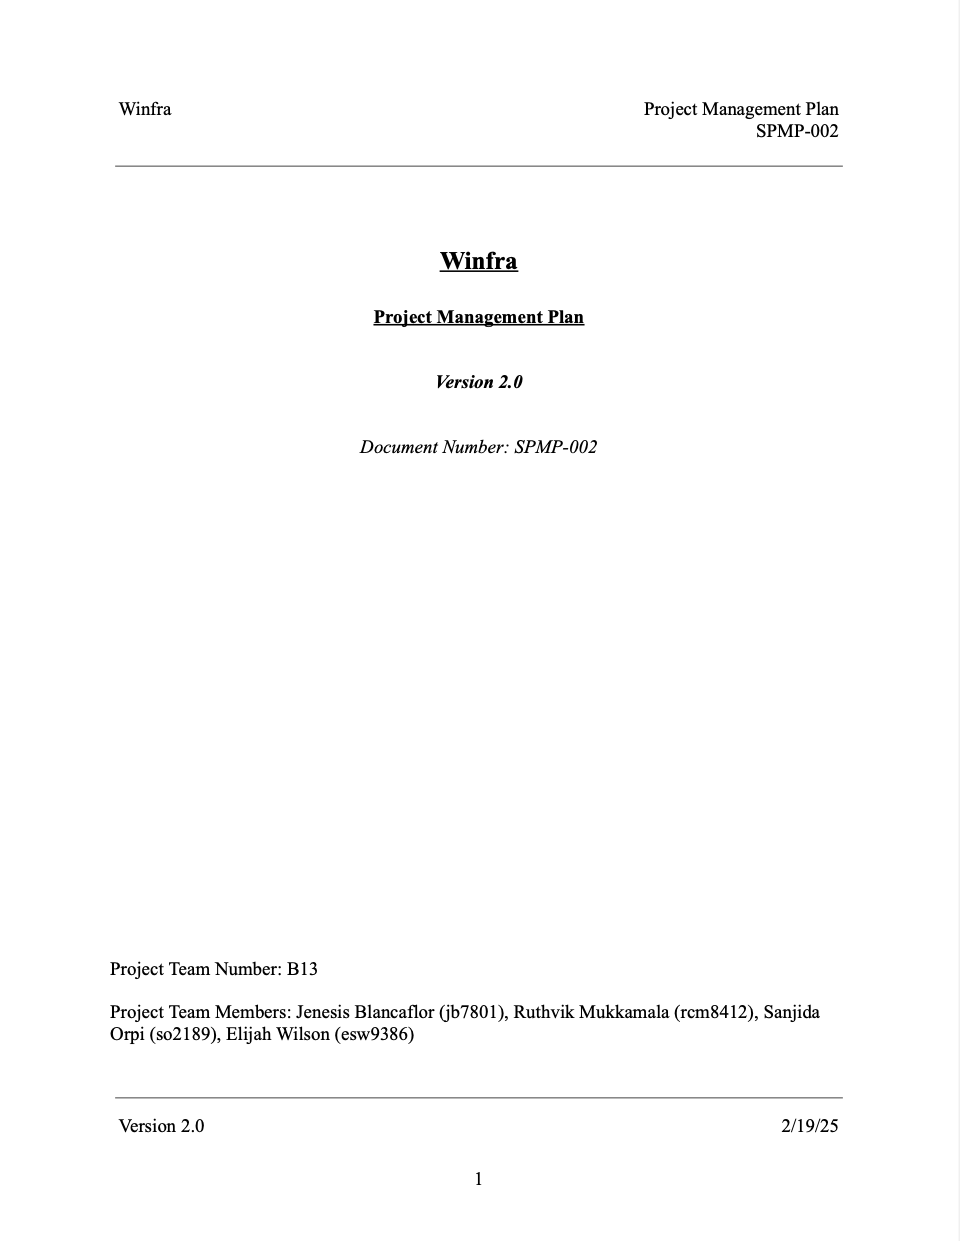 Winfra
Project Management Plan
SPMP-002
Winfra
Project Management Plan
Version 2.0
Document Number: SPMP-002
Project Team Number: B13
Project Team Members: Jenesis Blancaflor (jb7801), Ruthvik Mukkamala (rcm8412), Sanjida
Orpi (so2189), Elijah Wilson (esw9386)
Version 2.0
2/19/25
1